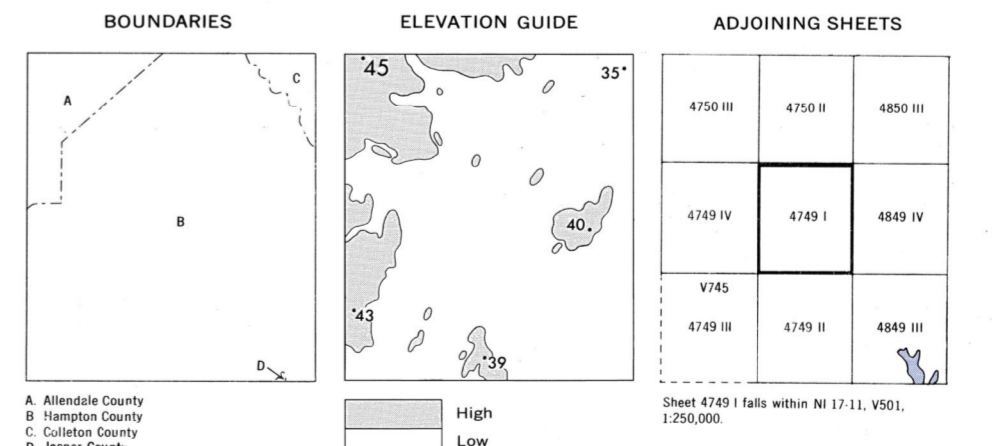 BOUNDARIES
A
C
B
D
A. Allendale County
B Hampton County
C. Colleton County
D. Jasper County
ELEVATION GUIDE
45
35
40
43
39
High
Low
ADJOINING SHEETS
4750 III 4750 II 4850 III
4749 IV 4749 I 4849 IV
V745
4749 III 4749 II 4849 III
Sheet 4749 I falls within NI 17-11, V501,
1:250,000.